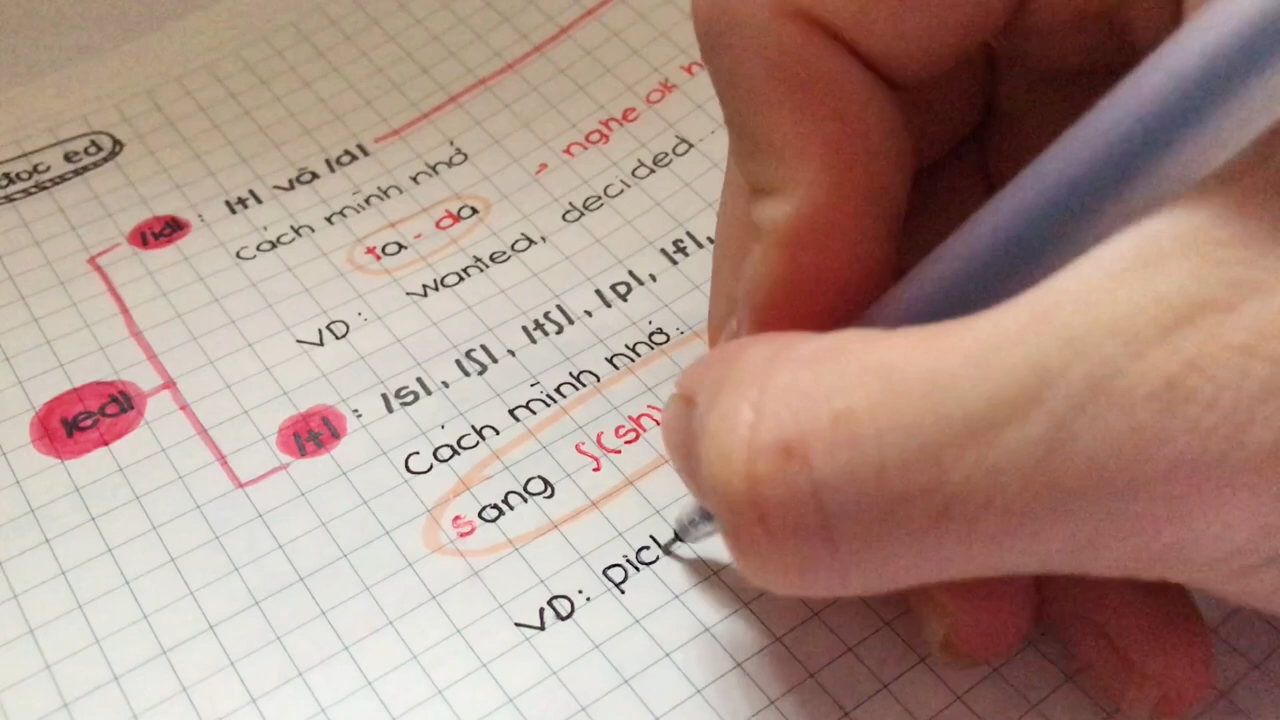 đọc ed
/id/ : /t/ và /d/
cách mình nhớ
ta - da
→ nghe ok
VD: wanted, decided...
/ed/
/t/ : /s/, /ʃ/, /tʃ/, /p/, /f/,
Cách mình nhớ:
sang ʃ(sh)
VD: pick